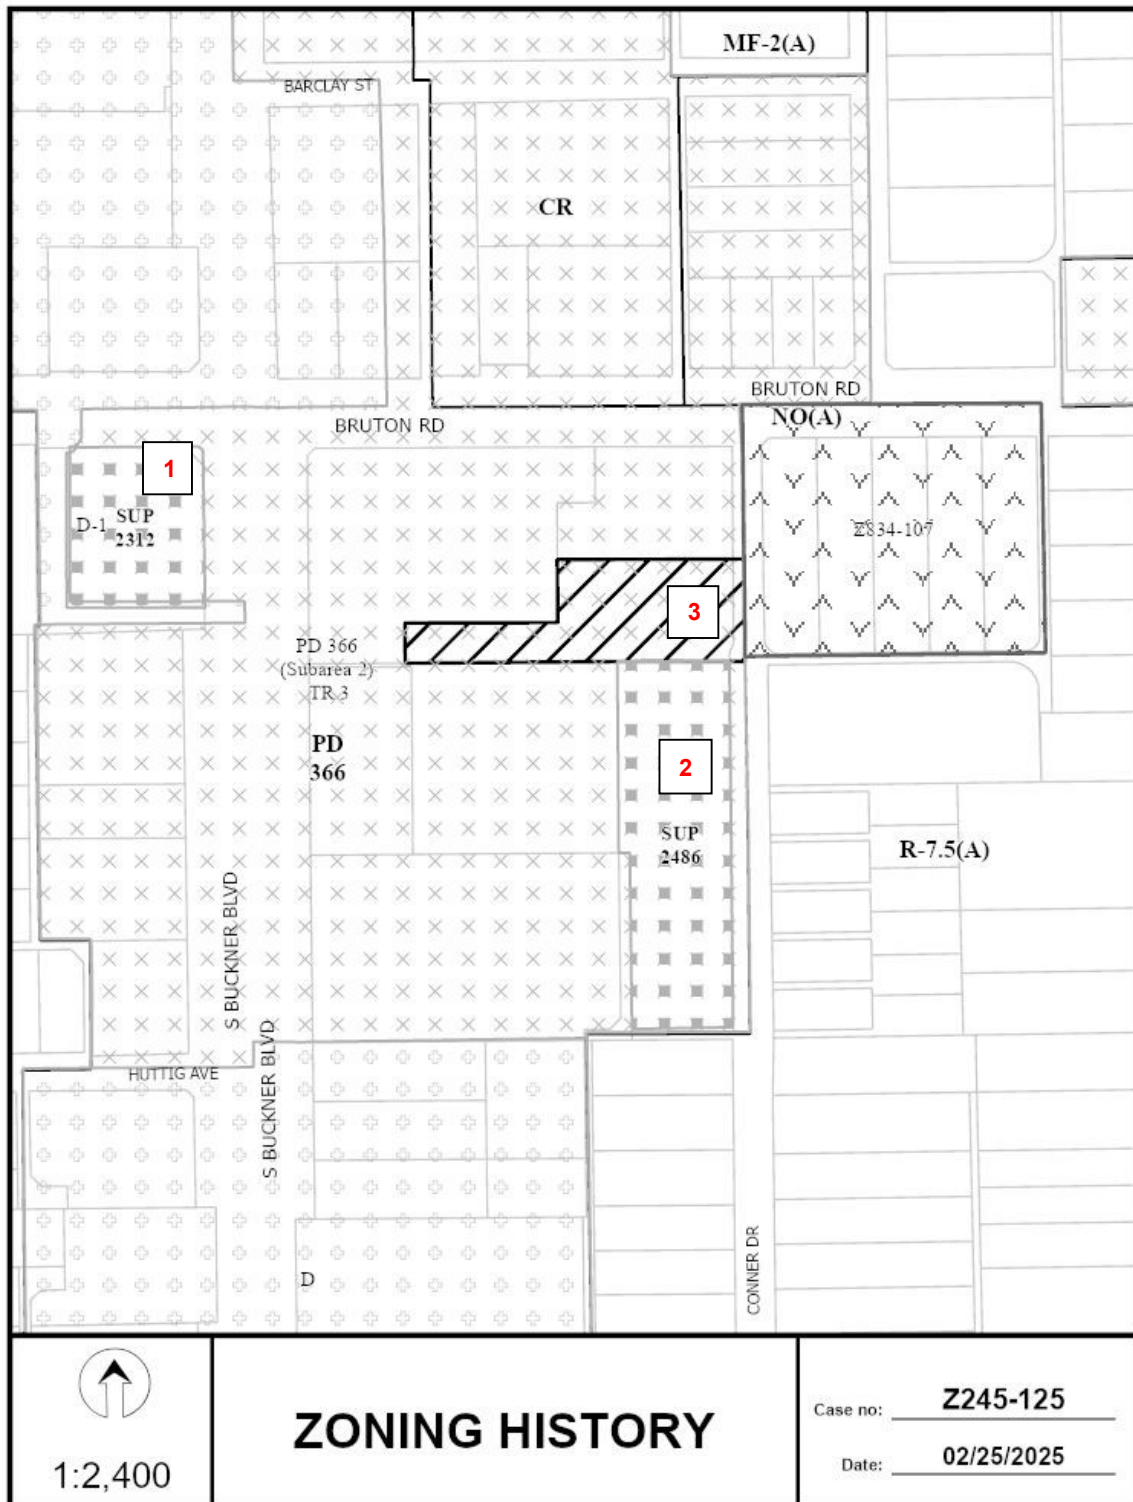 MF-2(A)
BARCLAY ST
CR
BRUTON RD
BRUTON RD
NO(A)
1
D-1
SUP
2312
Z834-107
3
PD 366
(Subarea 2)
TR 3
PD
366
2
SUP
2486
R-7.5(A)
S BUCKNER BLVD
S BUCKNER BLVD
HUTTIG AVE
D
CONNER DR
1:2,400
ZONING HISTORY
Case no: Z245-125
Date: 02/25/2025